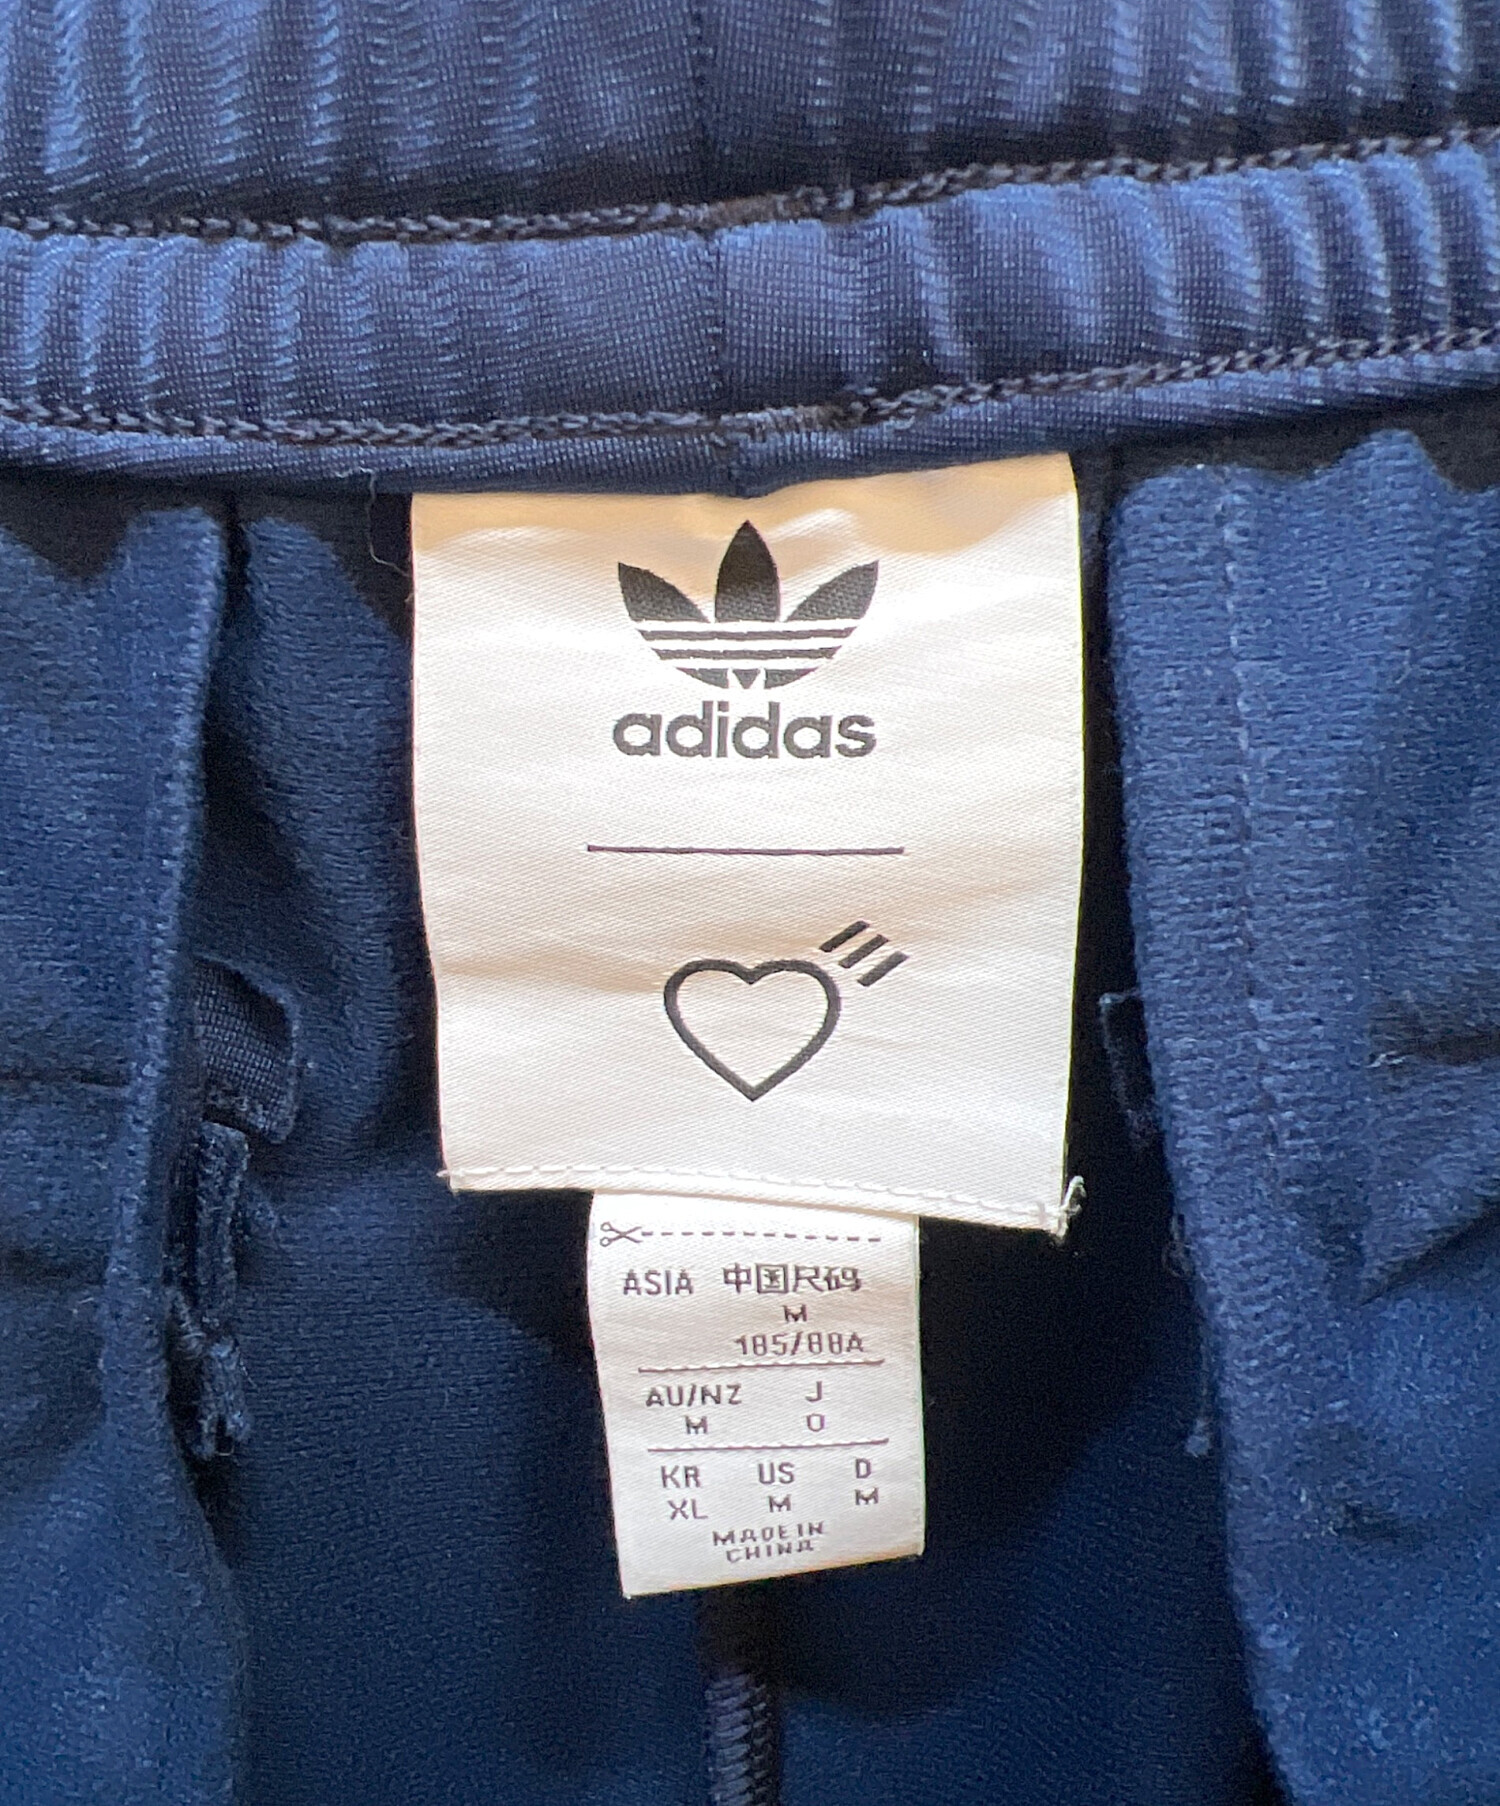 adidas
ASIA 中国尺码
M
185/88A
AU/NZ J
M O
KR US D
XL M M
MADE IN
CHINA